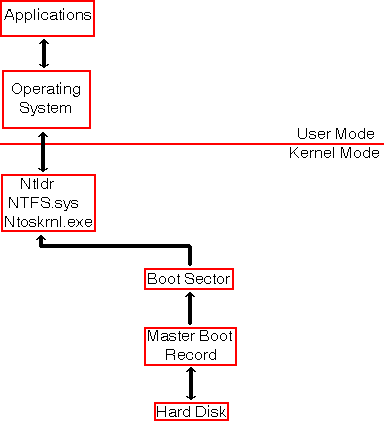 Applications
Operating
System
User Mode
Kernel Mode
Ntldr
NTFS.sys
Ntoskrnl.exe
Boot Sector
Master Boot
Record
Hard Disk